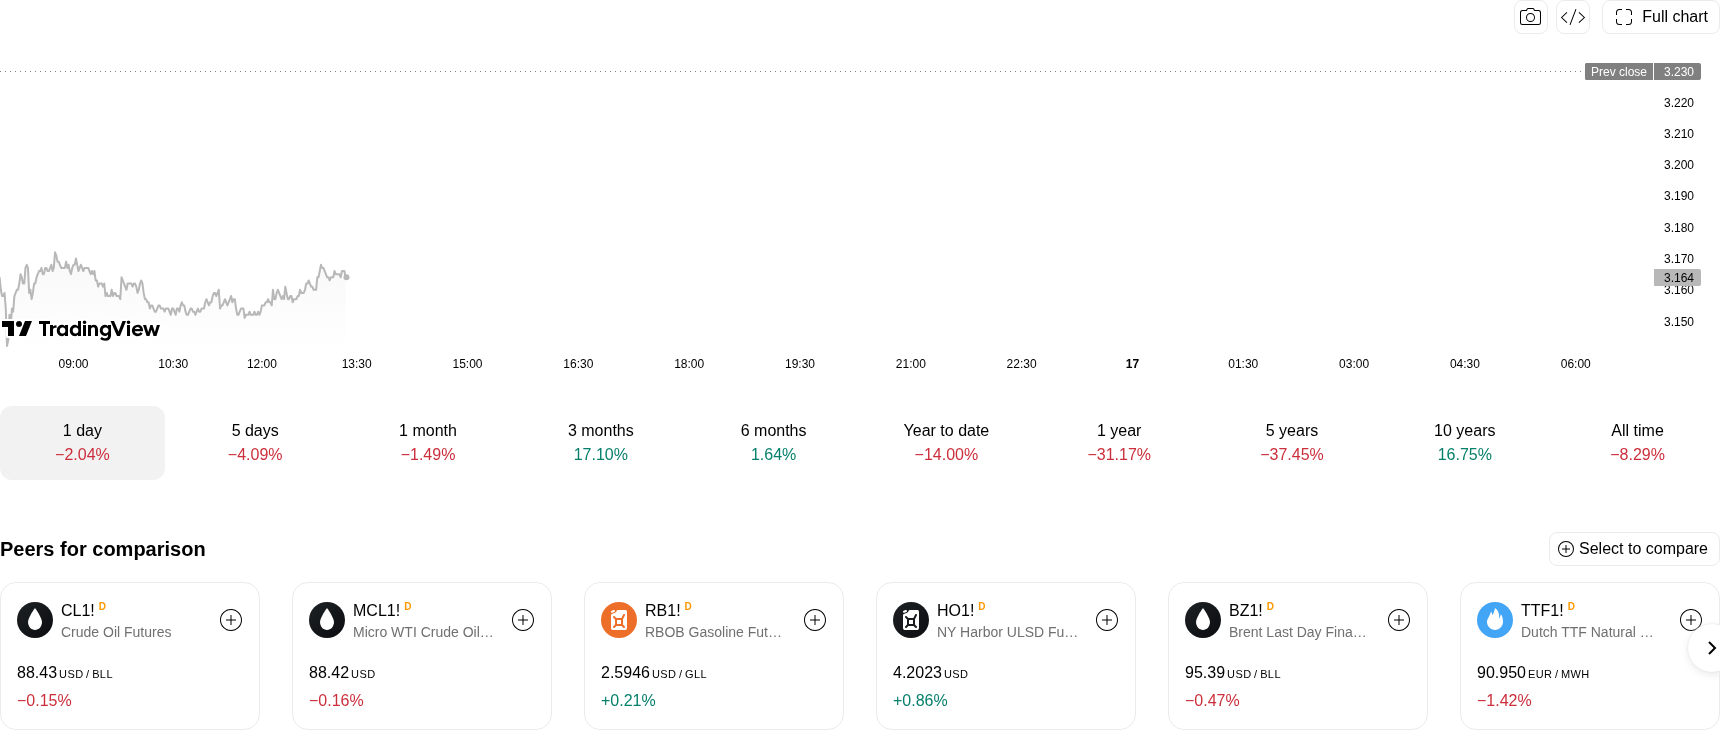 Full chart
Prev close 3.230
3.220
3.210
3.200
3.190
3.180
3.170
3.164
3.160
3.150
TradingView
09:00 10:30 12:00 13:30 15:00 16:30 18:00 19:30 21:00 22:30 17 01:30 03:00 04:30 06:00
1 day 5 days 1 month 3 months 6 months Year to date 1 year 5 years 10 years All time
−2.04% −4.09% −1.49% 17.10% 1.64% −14.00% −31.17% −37.45% 16.75% −8.29%
Peers for comparison
Select to compare
CL1! D
Crude Oil Futures
88.43 USD / BLL
−0.15%
MCL1! D
Micro WTI Crude Oil…
88.42 USD
−0.16%
RB1! D
RBOB Gasoline Fut…
2.5946 USD / GLL
+0.21%
HO1! D
NY Harbor ULSD Fu…
4.2023 USD
+0.86%
BZ1! D
Brent Last Day Fina…
95.39 USD / BLL
−0.47%
TTF1! D
Dutch TTF Natural …
90.950 EUR / MWH
−1.42%